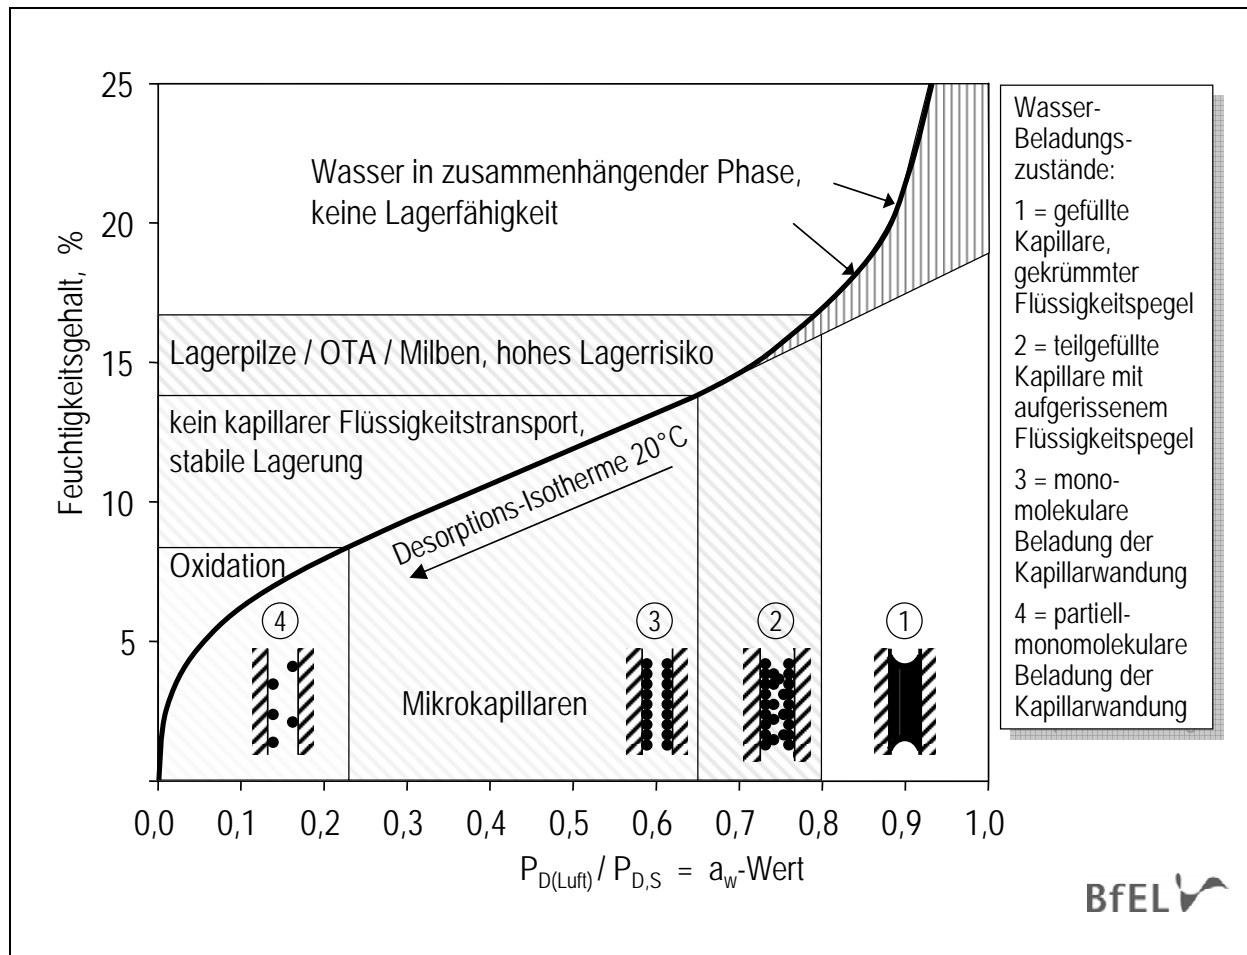 25
20
15
10
5
Feuchtigkeitsgehalt, %
Wasser in zusammenhängender Phase,
keine Lagerfähigkeit
Lagerpilze / OTA / Milben, hohes Lagerrisiko
kein kapillarer Flüssigkeitstransport,
stabile Lagerung
Desorptions-Isotherme 20°C
Oxidation
4
3
2
1
Mikrokapillaren
0,0
0,1
0,2
0,3
0,4
0,5
0,6
0,7
0,8
0,9
1,0
P_D(Luft) / P_D,S = a_w-Wert
Wasser-
Beladungs-
zustände:
1 = gefüllte
Kapillare,
gekrümmter
Flüssigkeitspegel
2 = teilgefüllte
Kapillare mit
aufgerissenem
Flüssigkeitspegel
3 = mono-
molekulare
Beladung der
Kapillarwandung
4 = partiell-
monomolekulare
Beladung der
Kapillarwandung
BfEL